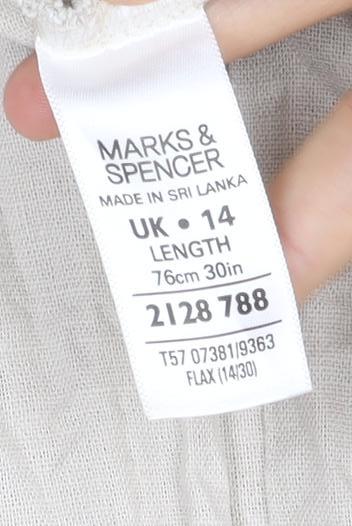 MARKS &
SPENCER
MADE IN SRI LANKA
UK • 14
LENGTH
76cm 30in
2128 788
T57 07381/9363
FLAX (14/30)